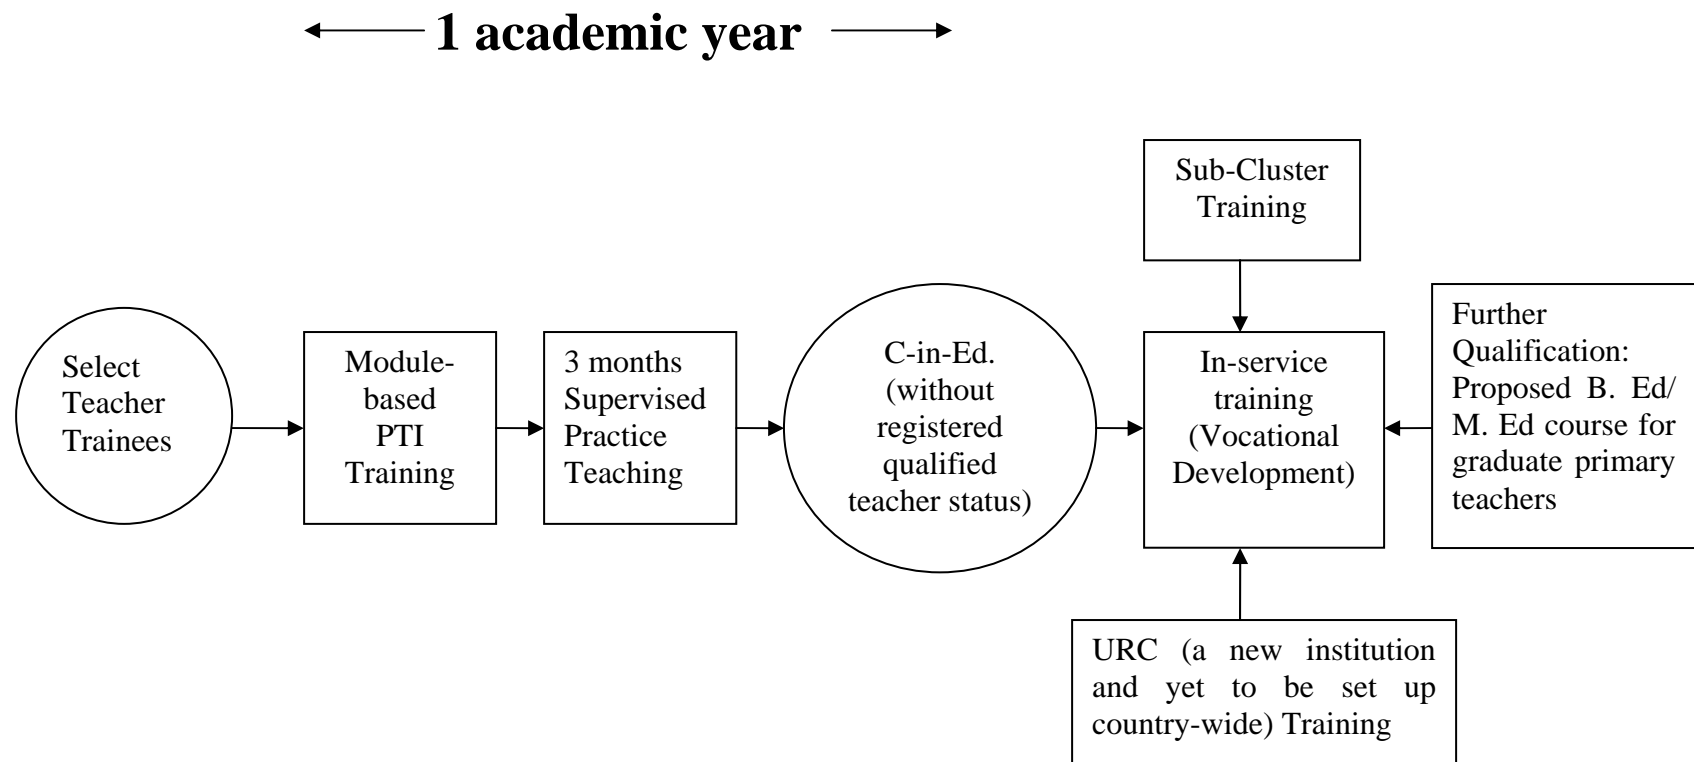 1 academic year
Sub-Cluster
Training
Select
Teacher
Trainees
Module-
based
PTI
Training
3 months
Supervised
Practice
Teaching
C-in-Ed.
(without
registered
qualified
teacher status)
In-service
training
(Vocational
Development)
Further
Qualification:
Proposed B. Ed/
M. Ed course for
graduate primary
teachers
URC (a new institution
and yet to be set up
country-wide) Training